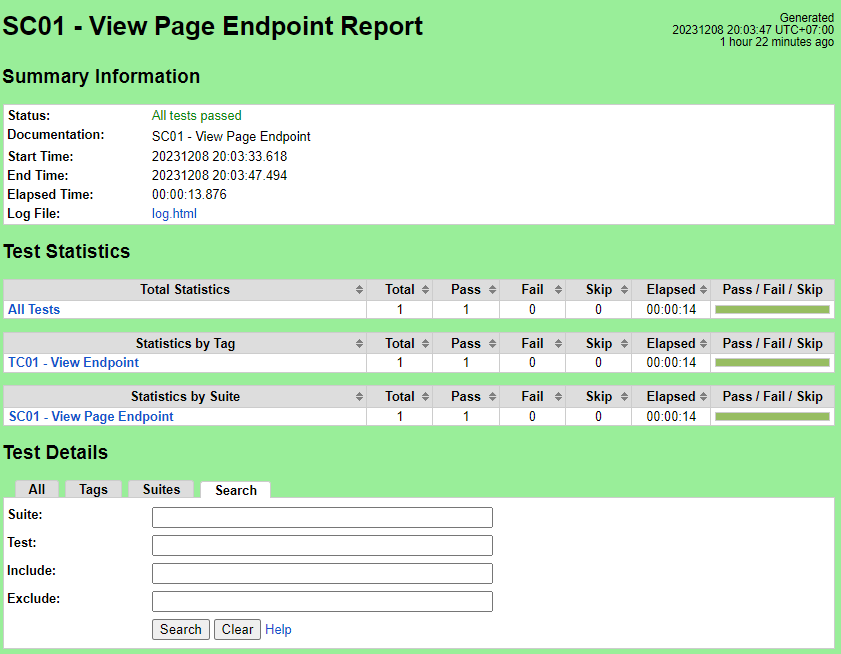 SC01 - View Page Endpoint Report
Generated
20231208 20:03:47 UTC+07:00
1 hour 22 minutes ago
Summary Information
Status: All tests passed
Documentation: SC01 - View Page Endpoint
Start Time: 20231208 20:03:33.618
End Time: 20231208 20:03:47.494
Elapsed Time: 00:00:13.876
Log File: log.html
Test Statistics
Total Statistics Total Pass Fail Skip Elapsed Pass / Fail / Skip
All Tests 1 1 0 0 00:00:14
Statistics by Tag Total Pass Fail Skip Elapsed Pass / Fail / Skip
TC01 - View Endpoint 1 1 0 0 00:00:14
Statistics by Suite Total Pass Fail Skip Elapsed Pass / Fail / Skip
SC01 - View Page Endpoint 1 1 0 0 00:00:14
Test Details
All Tags Suites Search
Suite:
Test:
Include:
Exclude:
Search Clear Help